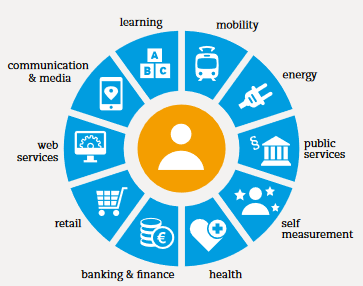 learning
mobility
communication
& media
energy
A
B C
§
€
web
services
public
services
retail
self
measurement
banking & finance
health